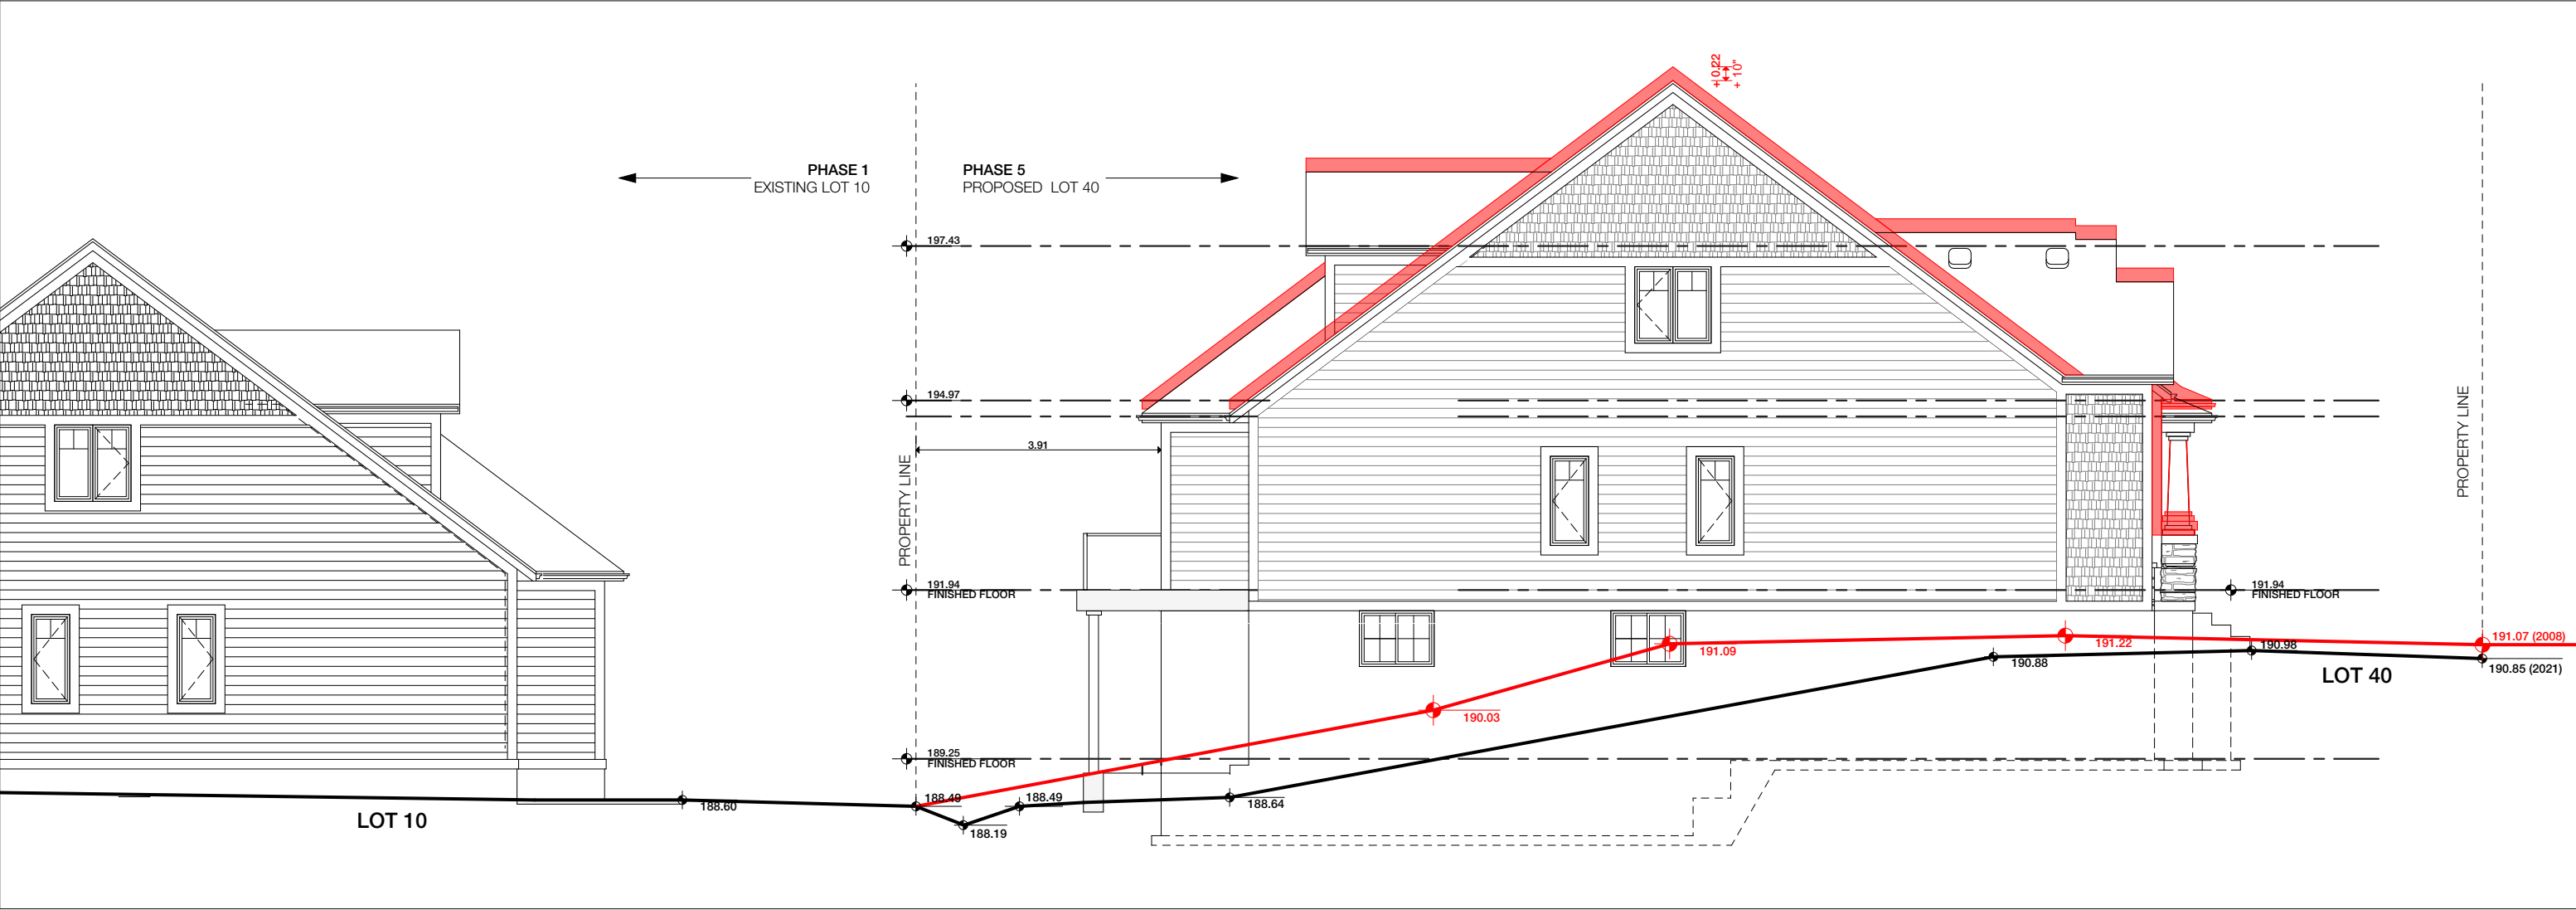 + 0.22
+ 10"
PHASE 1
EXISTING LOT 10
PHASE 5
PROPOSED LOT 40
197.43
194.97
3.91
PROPERTY LINE
PROPERTY LINE
191.94
FINISHED FLOOR
191.94
FINISHED FLOOR
191.09
191.22
190.98
191.07 (2008)
190.88
190.85 (2021)
LOT 40
190.03
189.25
FINISHED FLOOR
188.60
188.49
188.49
188.64
188.19
LOT 10